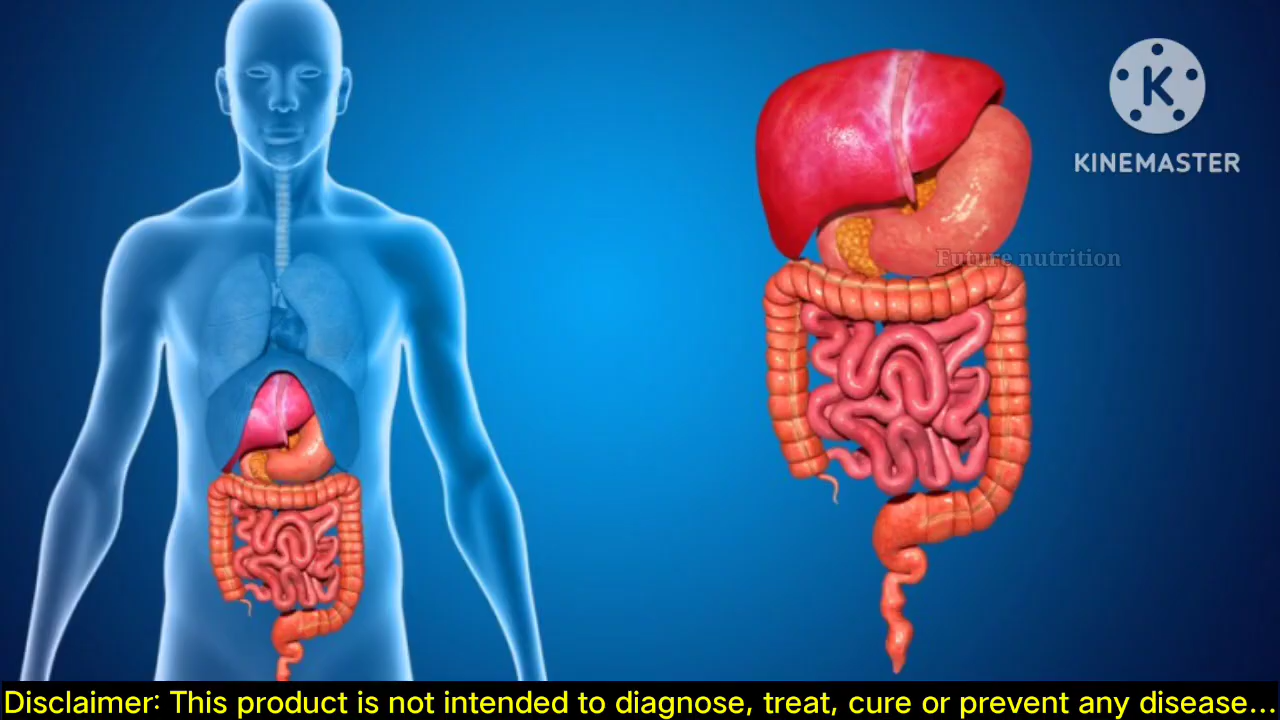 K
KINEMASTER
Future nutrition
Disclaimer: This product is not intended to diagnose, treat, cure or prevent any disease...